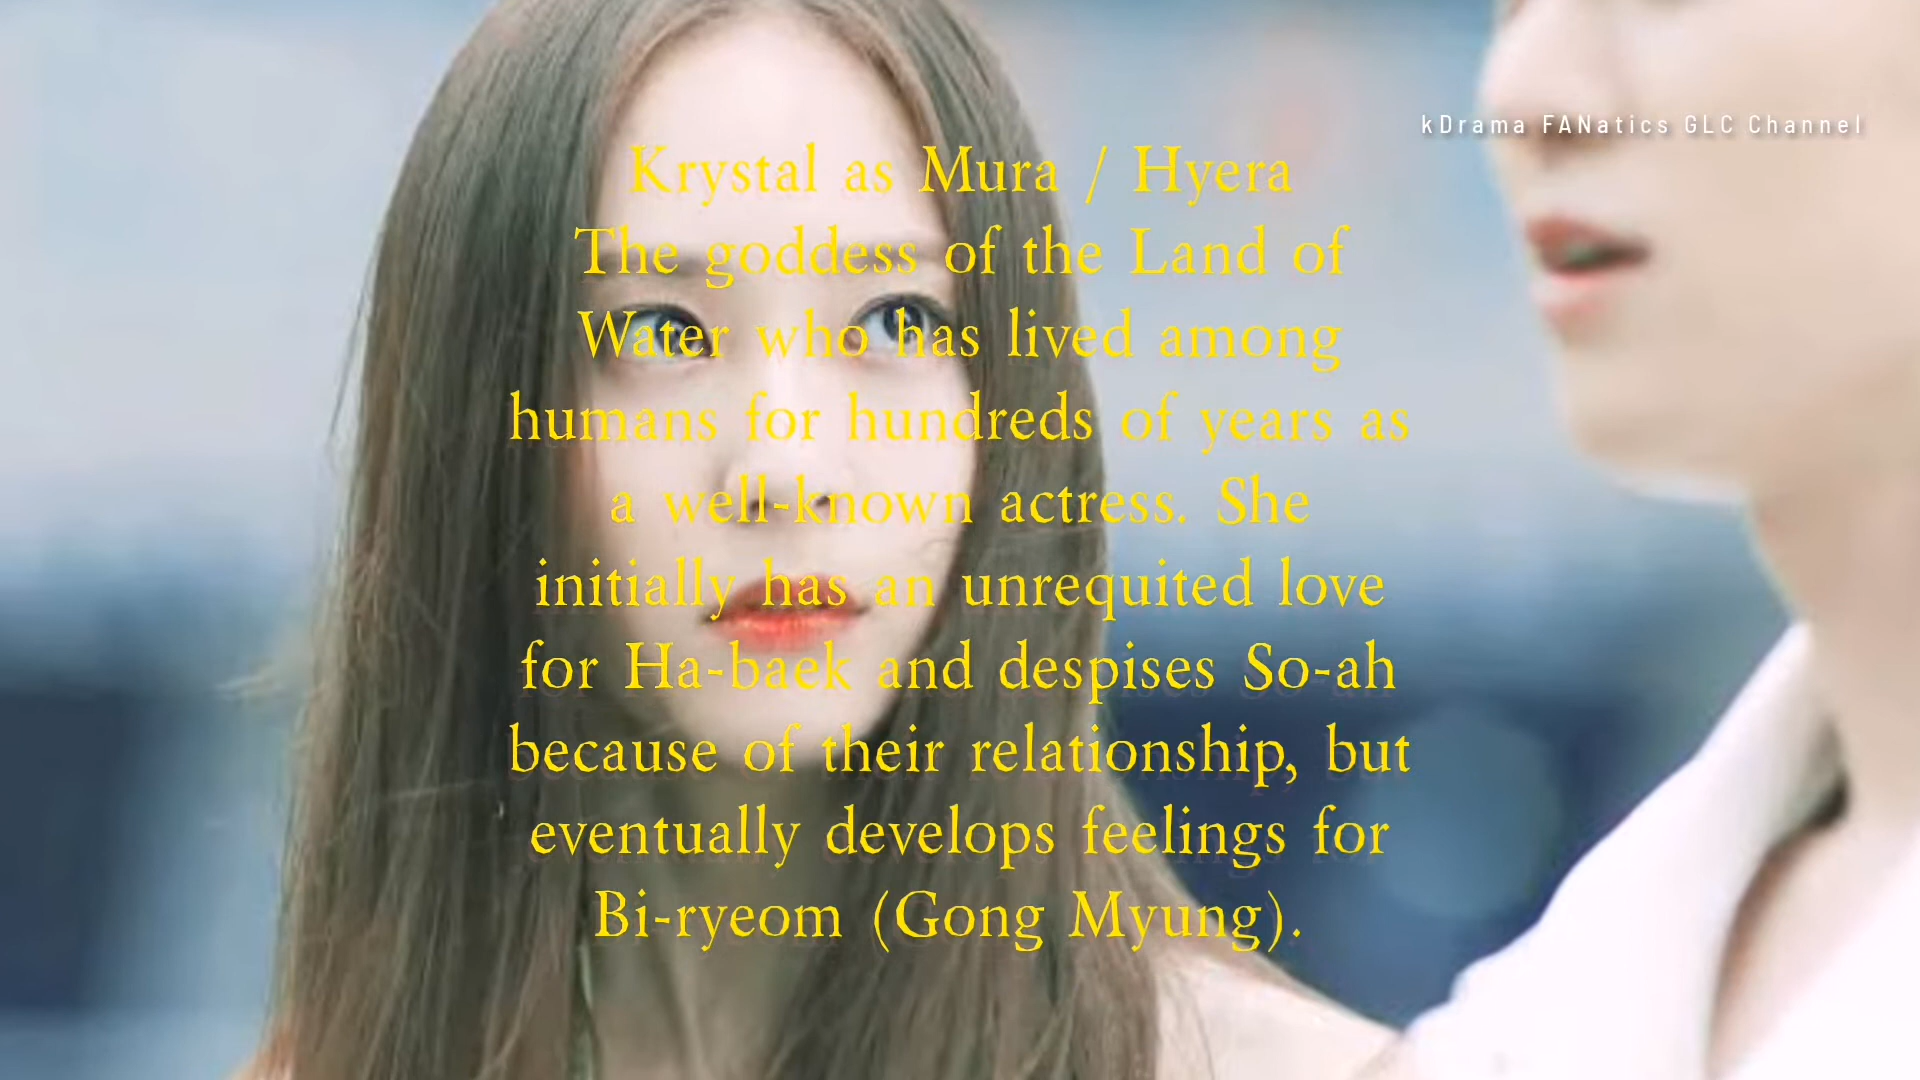 kDrama FANatics GLC Channel
Krystal as Mura / Hyera
The goddess of the Land of
Water who has lived among
humans for hundreds of years as
a well-known actress. She
initially has an unrequited love
for Ha-baek and despises So-ah
because of their relationship, but
eventually develops feelings for
Bi-ryeom (Gong Myung).